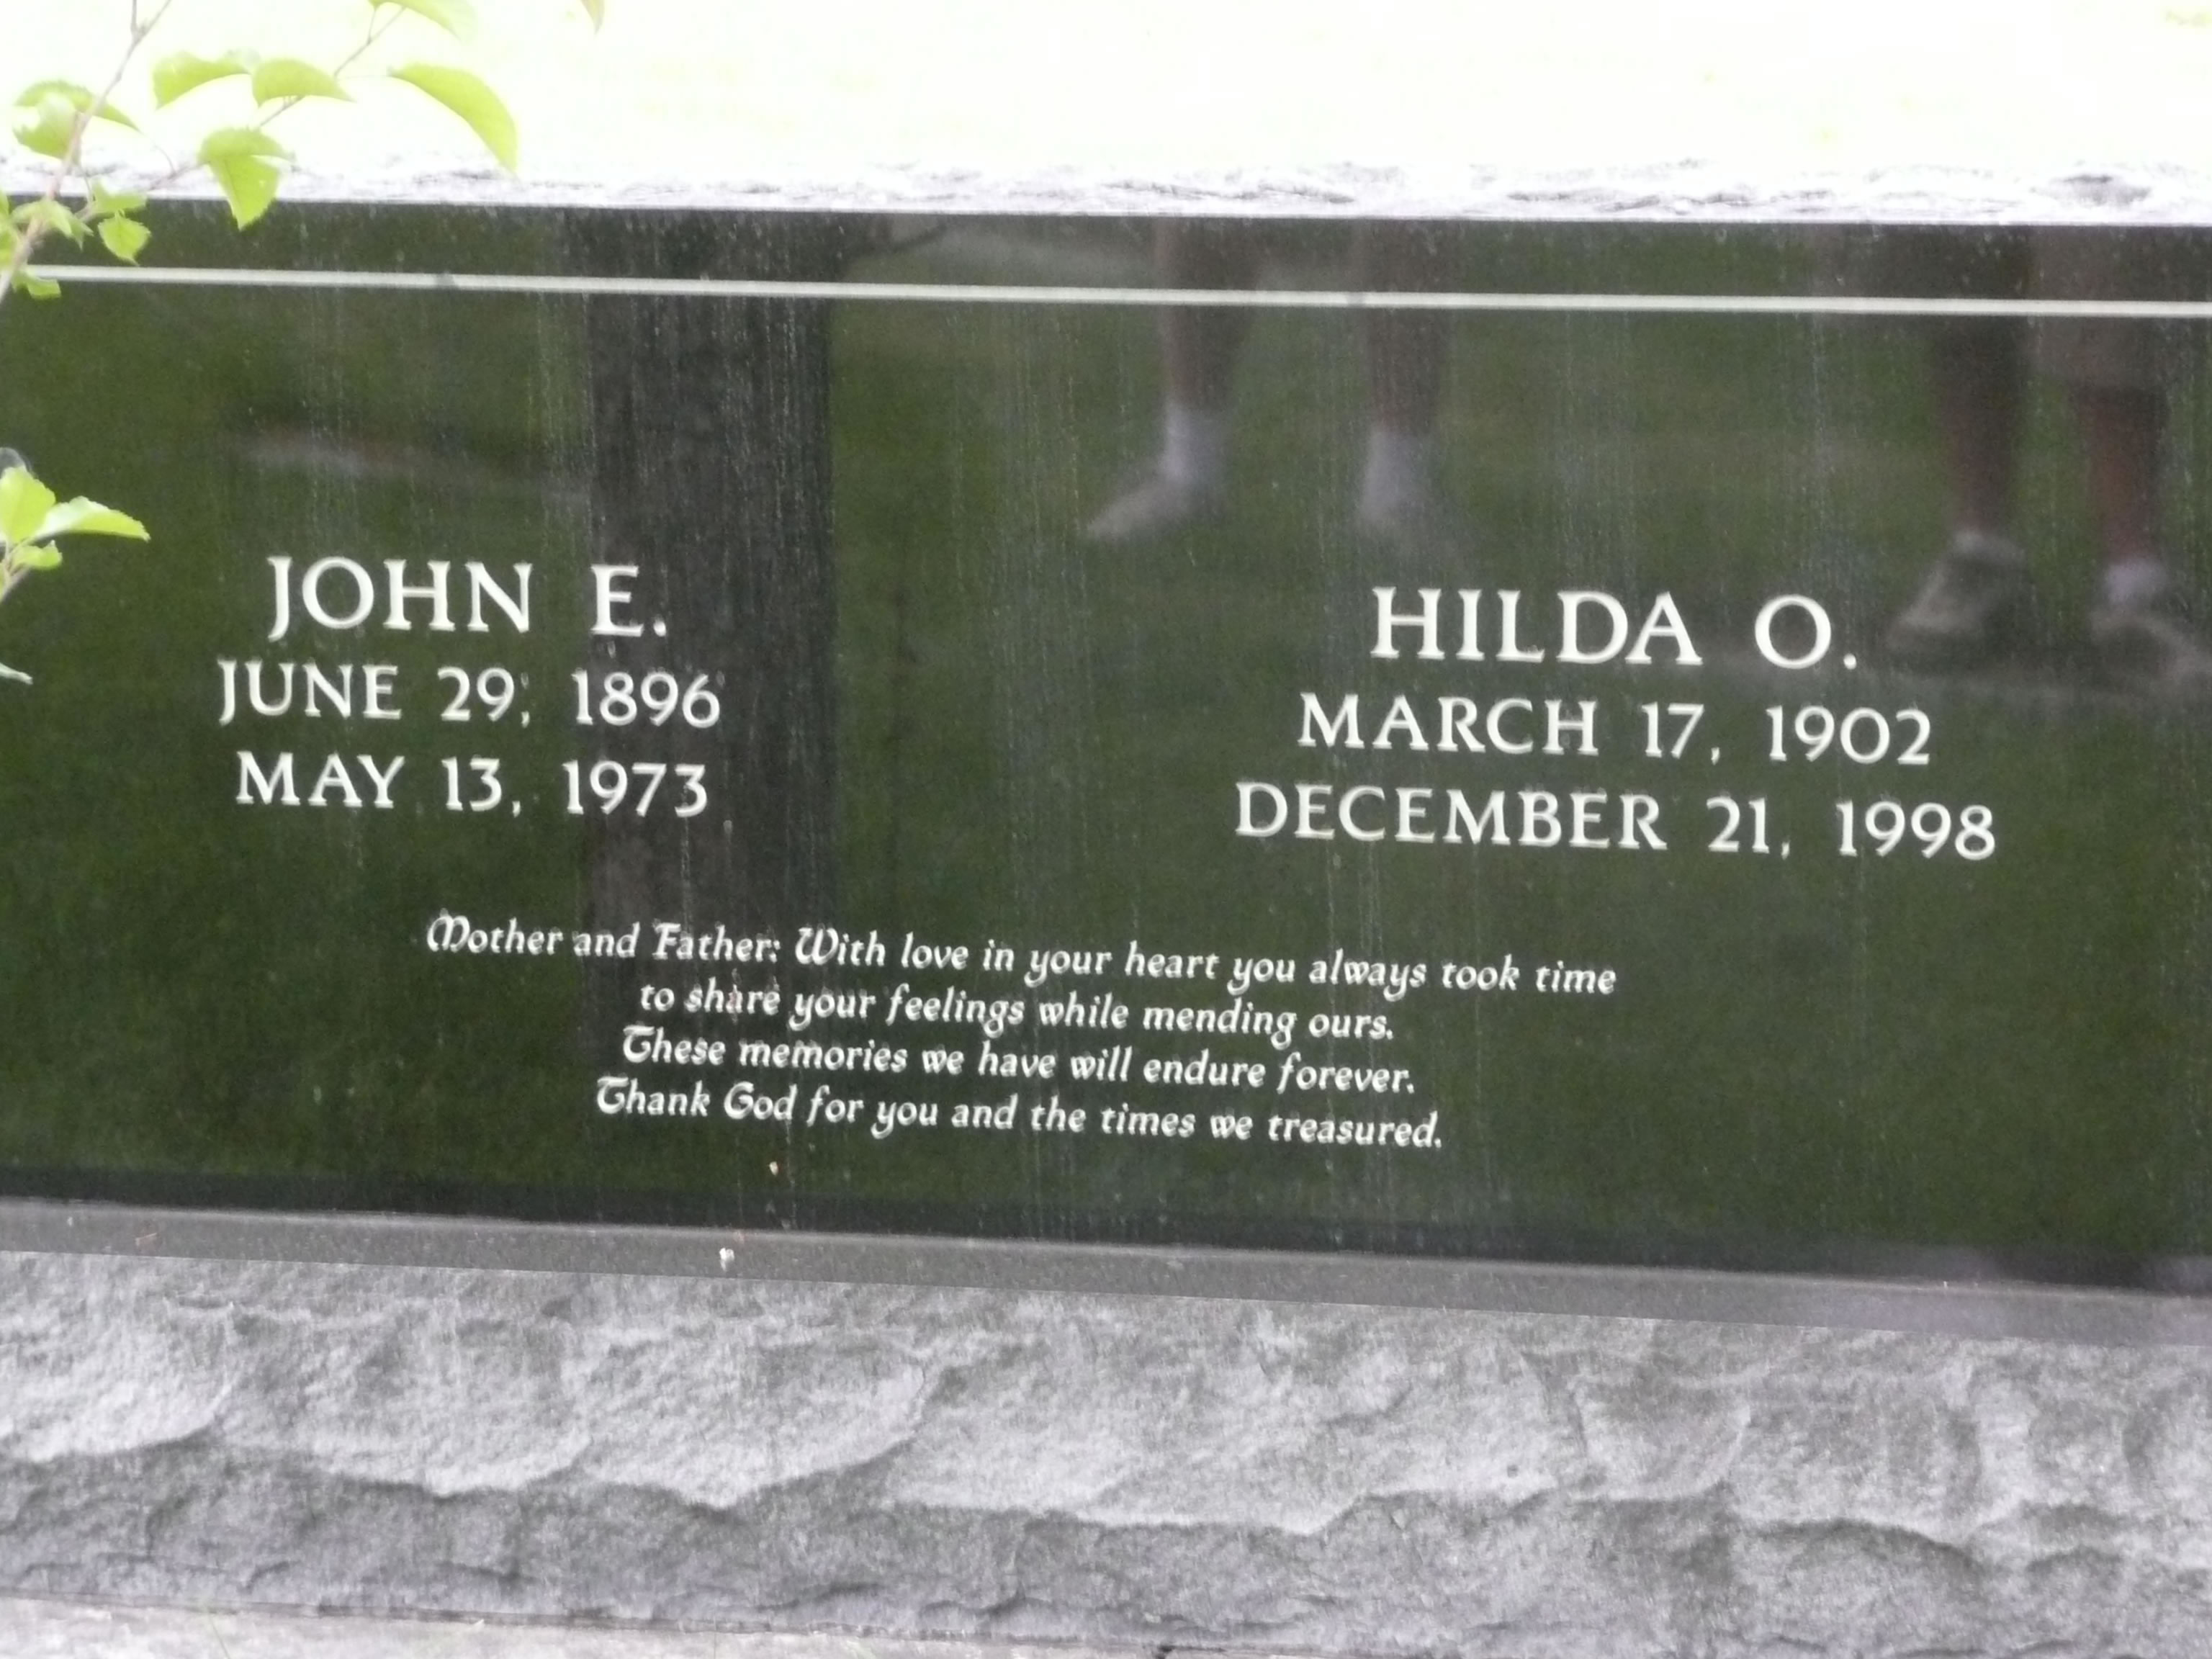 JOHN E.
JUNE 29, 1896
MAY 13, 1973
HILDA O.
MARCH 17, 1902
DECEMBER 21, 1998
Mother and Father: With love in your heart you always took time
to share your feelings while mending ours.
These memories we have will endure forever.
Thank God for you and the times we treasured.